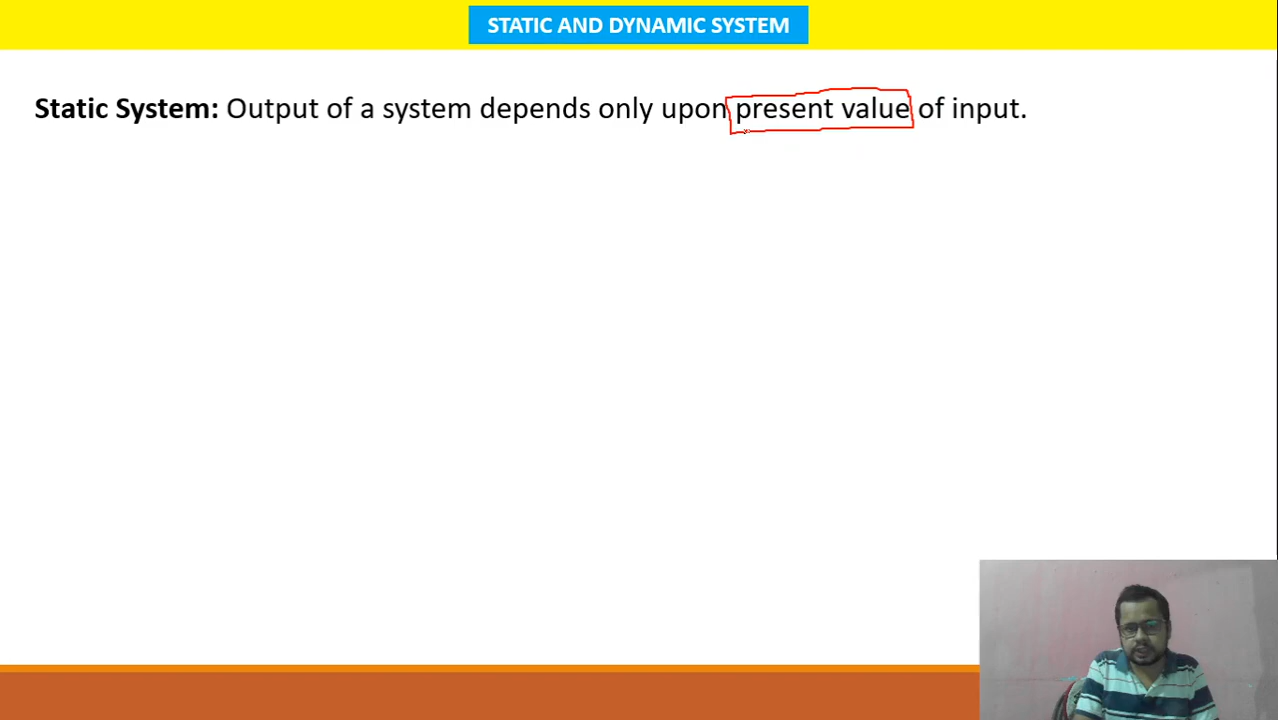 STATIC AND DYNAMIC SYSTEM
Static System: Output of a system depends only upon present value of input.